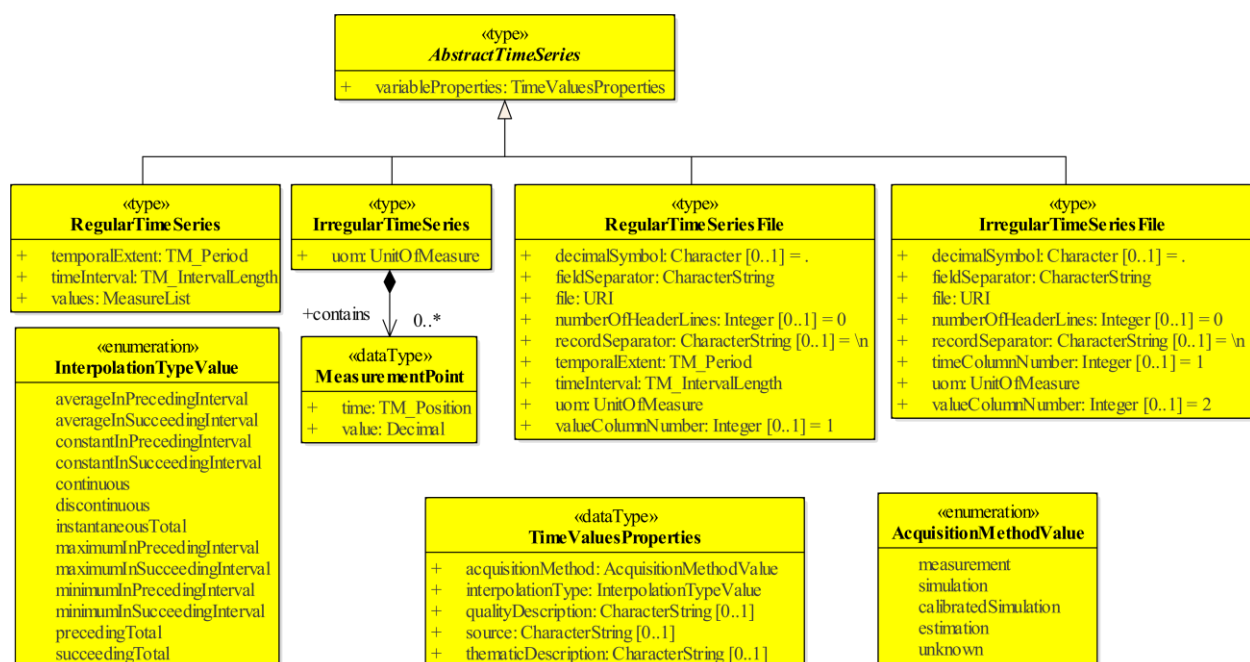 «type»
AbstractTimeSeries
+ variableProperties: TimeValuesProperties
«type»
RegularTimeSeries
+ temporalExtent: TM_Period
+ timeInterval: TM_IntervalLength
+ values: MeasureList
«type»
IrregularTimeSeries
+ uom: UnitOfMeasure
+contains
0..*
«dataType»
MeasurementPoint
+ time: TM_Position
+ value: Decimal
«type»
RegularTimeSeriesFile
+ decimalSymbol: Character [0..1] = .
+ fieldSeparator: CharacterString
+ file: URI
+ numberOfHeaderLines: Integer [0..1] = 0
+ recordSeparator: CharacterString [0..1] = \n
+ temporalExtent: TM_Period
+ timeInterval: TM_IntervalLength
+ uom: UnitOfMeasure
+ valueColumnNumber: Integer [0..1] = 1
«type»
IrregularTimeSeriesFile
+ decimalSymbol: Character [0..1] = .
+ fieldSeparator: CharacterString
+ file: URI
+ numberOfHeaderLines: Integer [0..1] = 0
+ recordSeparator: CharacterString [0..1] = \n
+ timeColumnNumber: Integer [0..1] = 1
+ uom: UnitOfMeasure
+ valueColumnNumber: Integer [0..1] = 2
«enumeration»
InterpolationTypeValue
averageInPrecedingInterval
averageInSucceedingInterval
constantInPrecedingInterval
constantInSucceedingInterval
continuous
discontinuous
instantaneousTotal
maximumInPrecedingInterval
maximumInSucceedingInterval
minimumInPrecedingInterval
minimumInSucceedingInterval
precedingTotal
succeedingTotal
«dataType»
TimeValuesProperties
+ acquisitionMethod: AcquisitionMethodValue
+ interpolationType: InterpolationTypeValue
+ qualityDescription: CharacterString [0..1]
+ source: CharacterString [0..1]
+ thematicDescription: CharacterString [0..1]
«enumeration»
AcquisitionMethodValue
measurement
simulation
calibratedSimulation
estimation
unknown